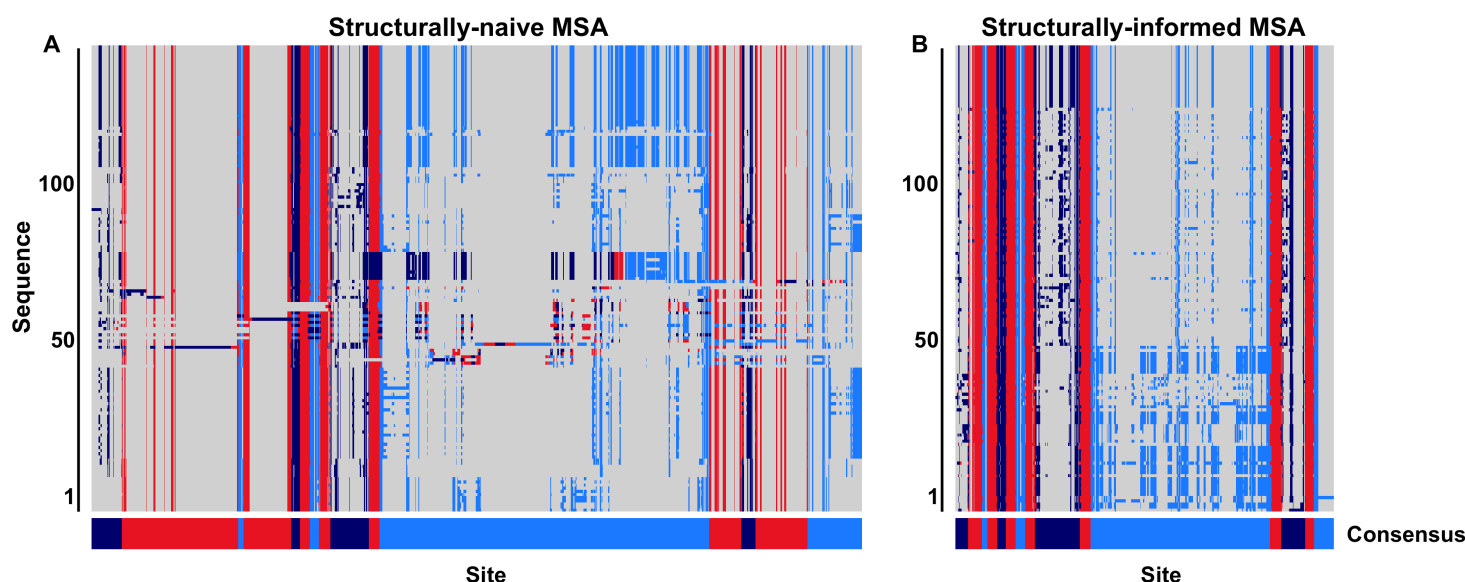 A
Structurally-naive MSA
100
50
1
Sequence
Site
B
Structurally-informed MSA
100
50
1
Consensus
Site